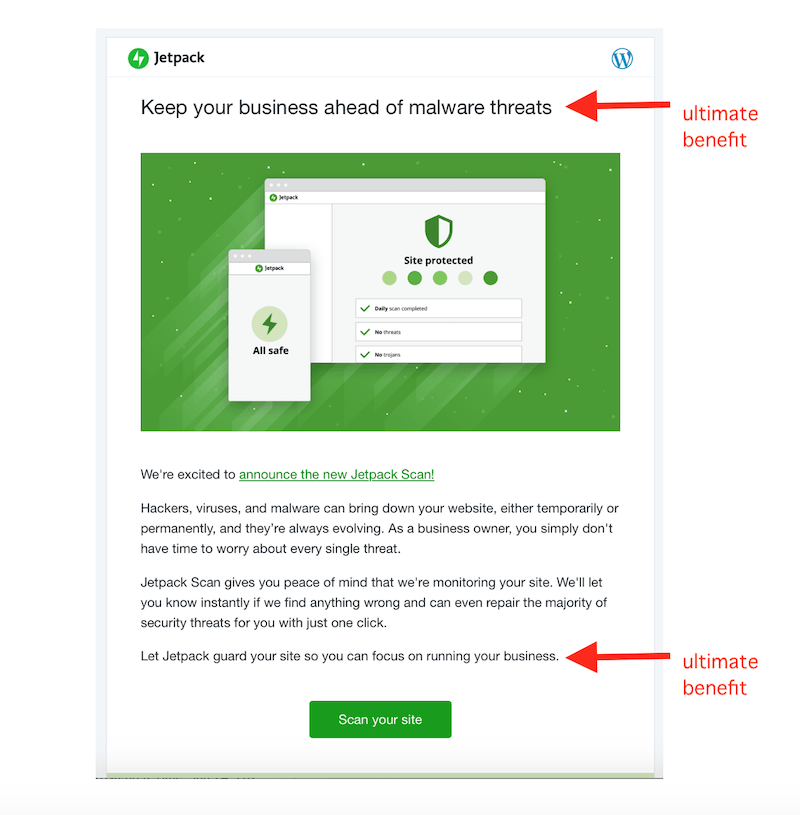 Jetpack
Keep your business ahead of malware threats
ultimate
benefit
Jetpack
Site protected
Daily scan completed
No threats
No trojans
Jetpack
All safe
We're excited to announce the new Jetpack Scan!
Hackers, viruses, and malware can bring down your website, either temporarily or
permanently, and they're always evolving. As a business owner, you simply don't
have time to worry about every single threat.
Jetpack Scan gives you peace of mind that we're monitoring your site. We'll let
you know instantly if we find anything wrong and can even repair the majority of
security threats for you with just one click.
Let Jetpack guard your site so you can focus on running your business.
ultimate
benefit
Scan your site